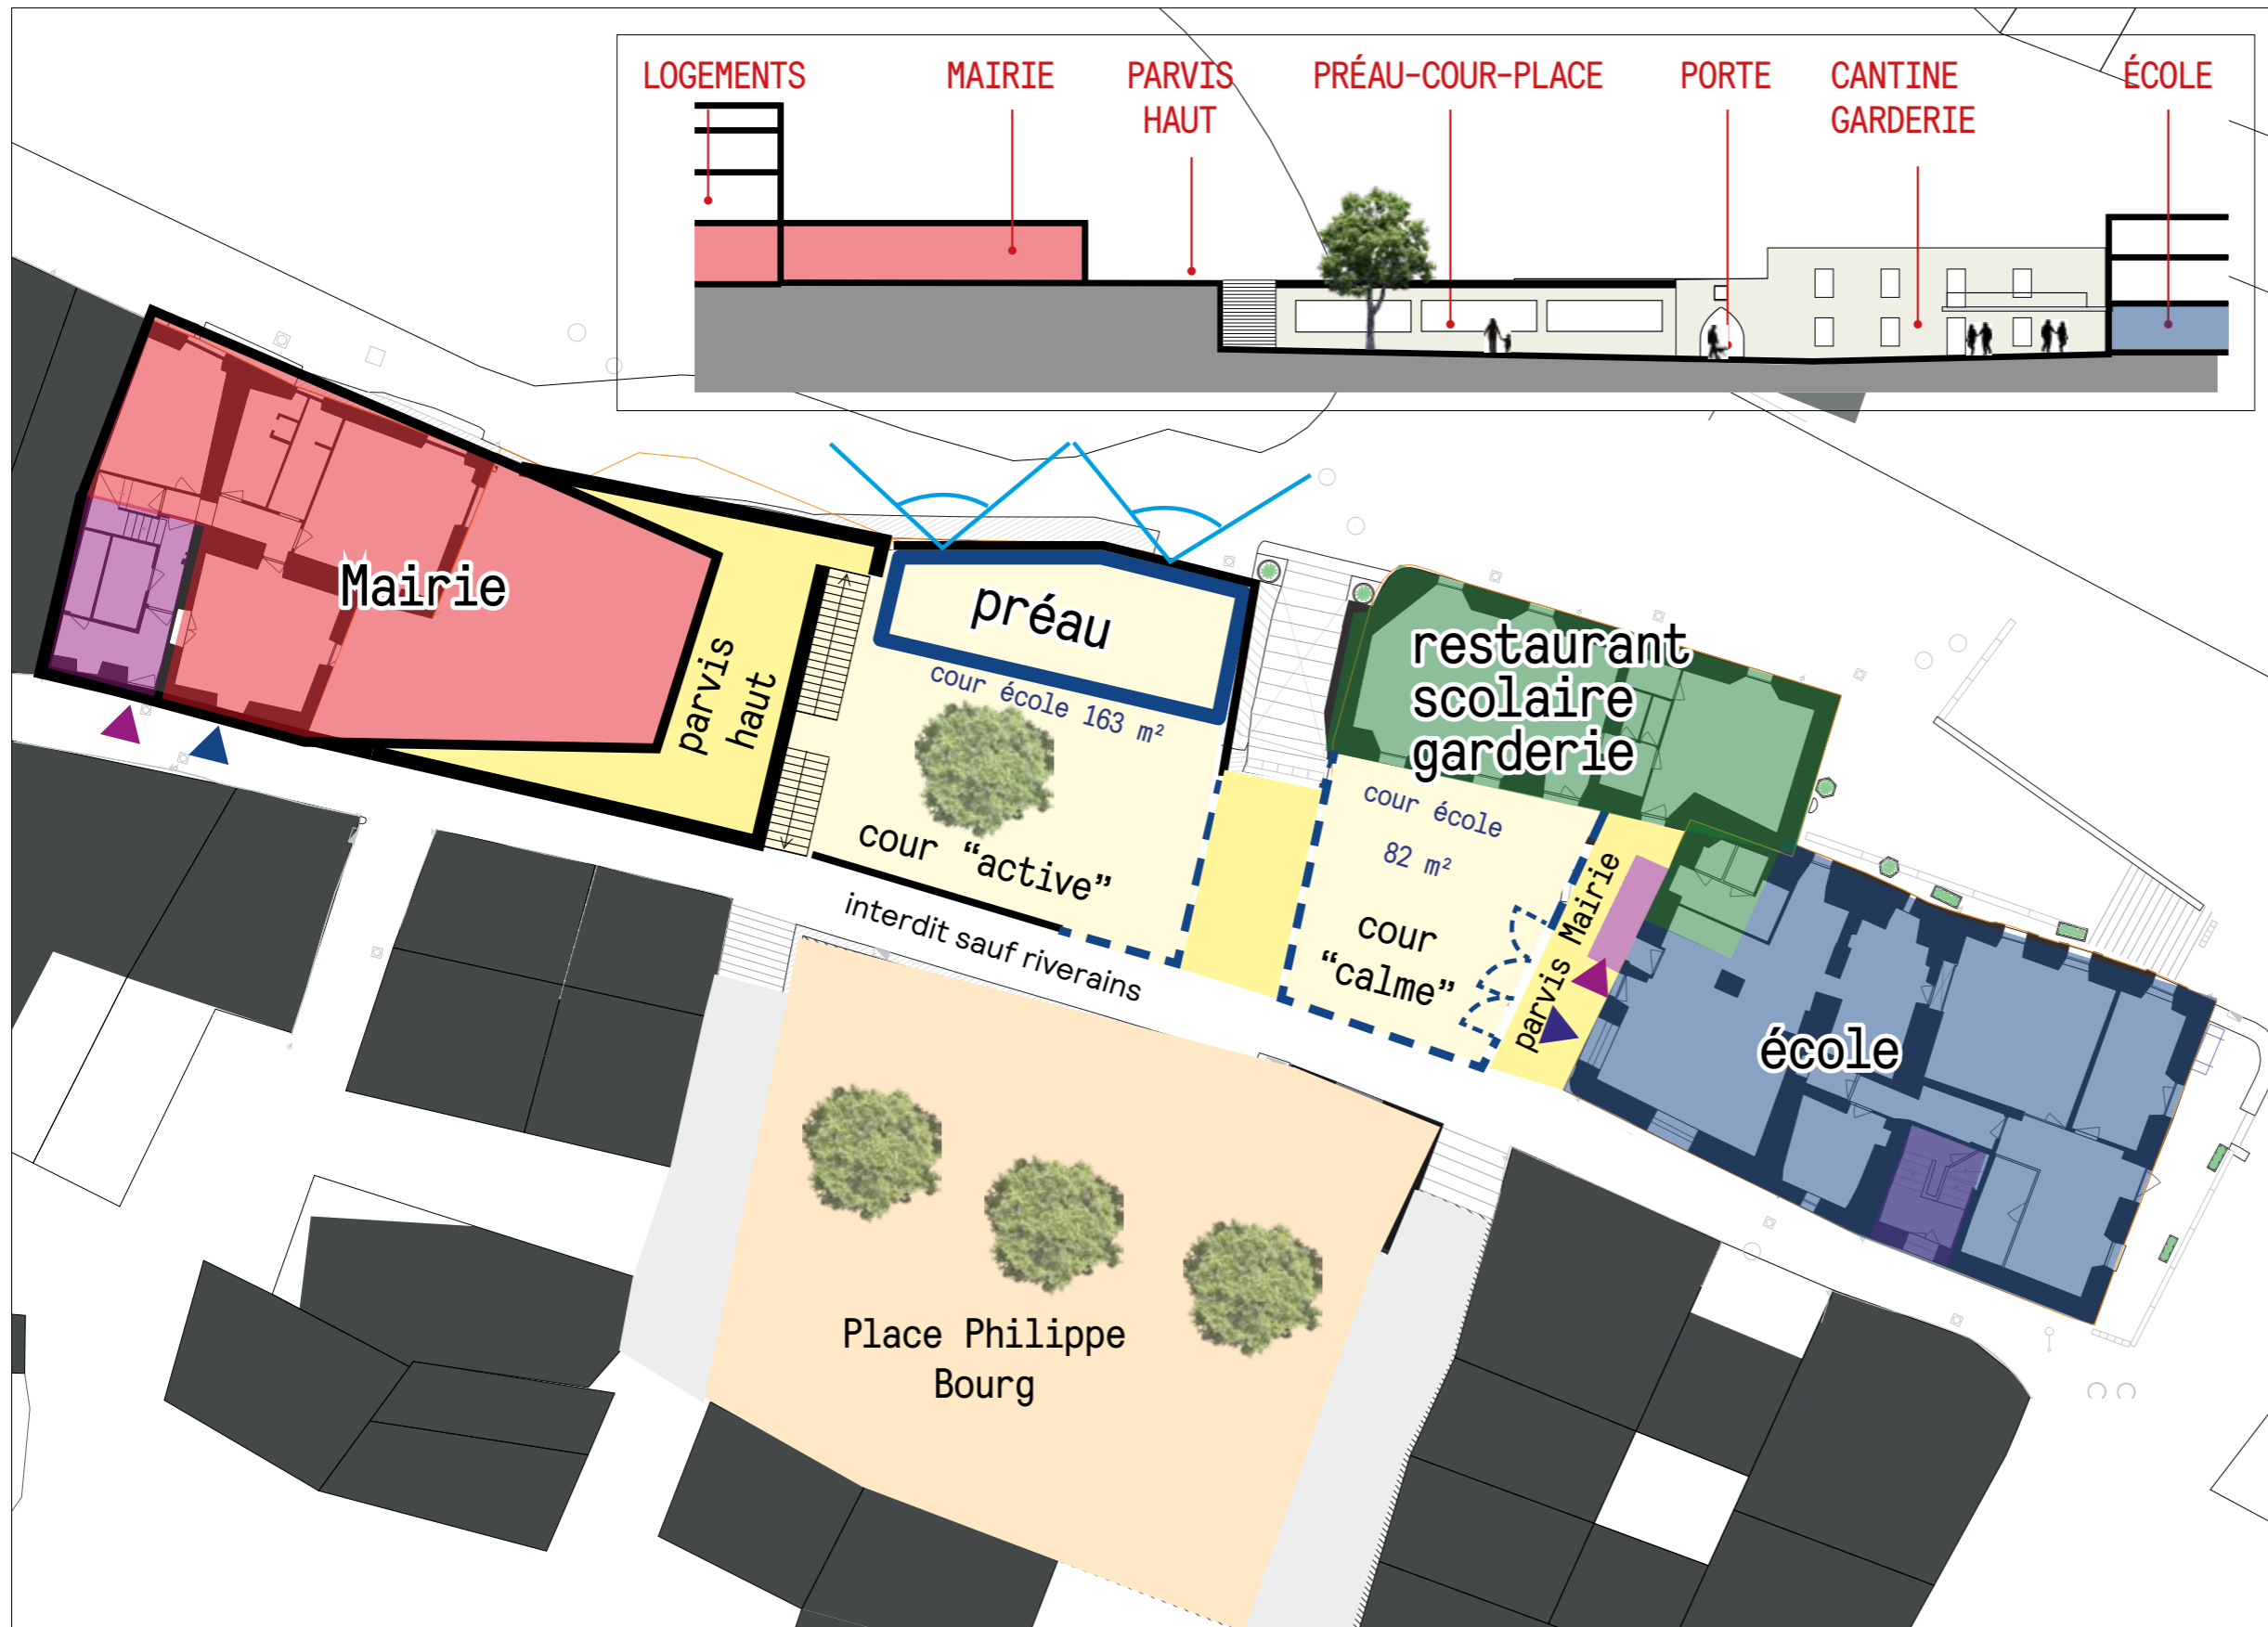 LOGEMENTS
MAIRIE
PARVIS
HAUT
PRÉAU-COUR-PLACE
PORTE
CANTINE
GARDERIE
ÉCOLE
Mairie
parvis
haut
préau
cour école 163 m²
cour “active”
interdit sauf riverains
restaurant
scolaire
garderie
cour école
82 m²
cour
“calme”
parvis Mairie
école
Place Philippe
Bourg